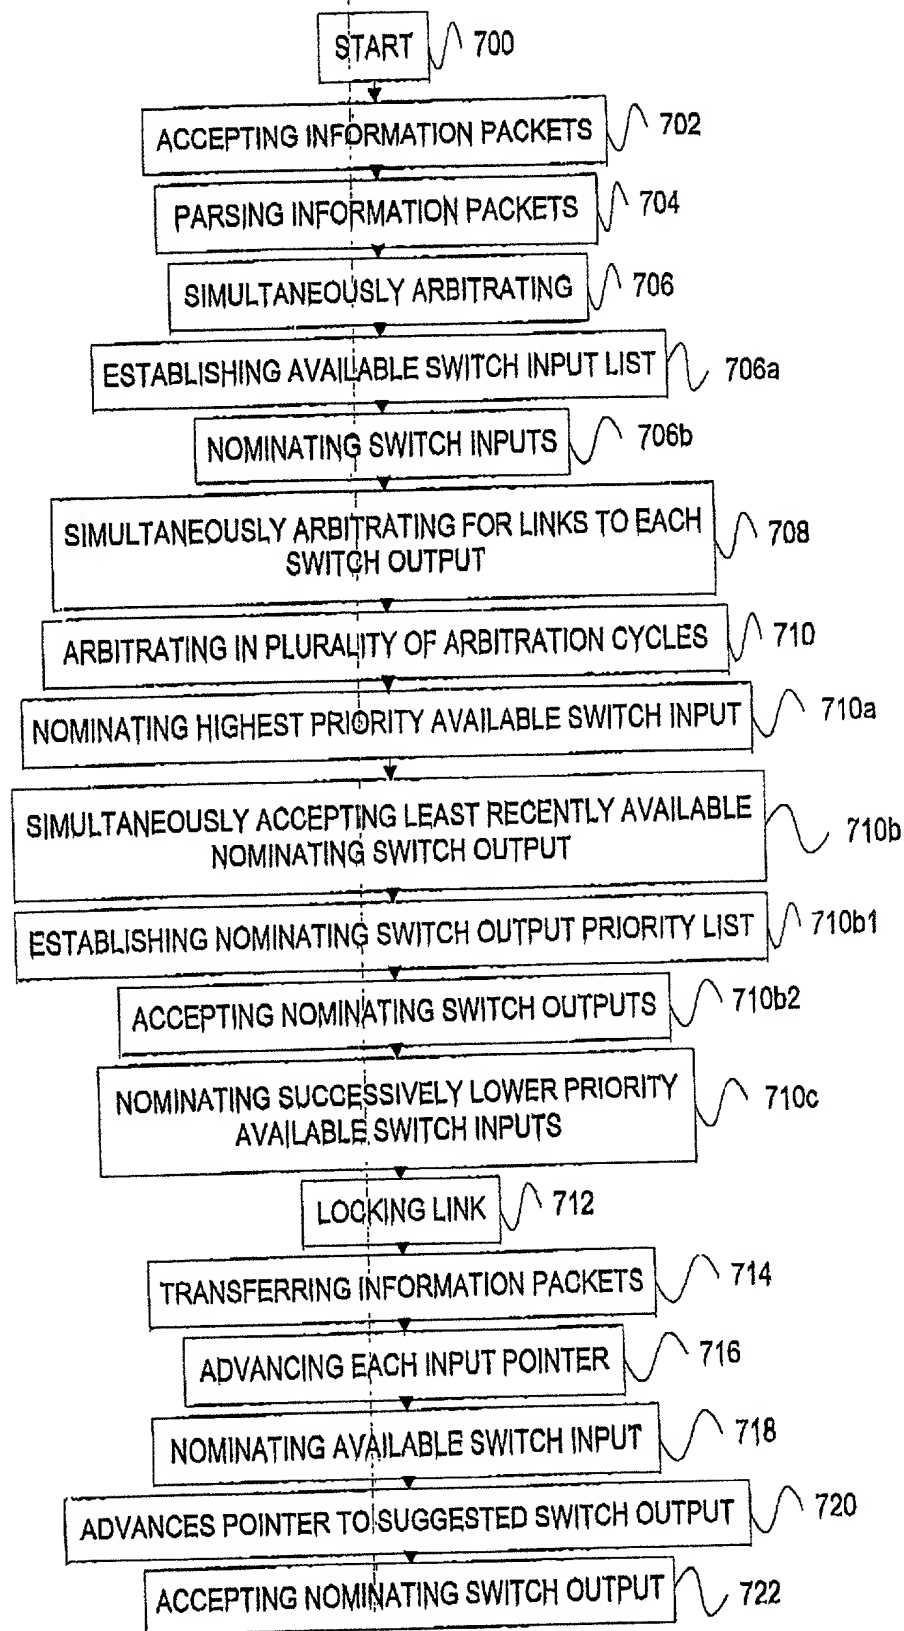 START 700
ACCEPTING INFORMATION PACKETS 702
PARSING INFORMATION PACKETS 704
SIMULTANEOUSLY ARBITRATING 706
ESTABLISHING AVAILABLE SWITCH INPUT LIST 706a
NOMINATING SWITCH INPUTS 706b
SIMULTANEOUSLY ARBITRATING FOR LINKS TO EACH
SWITCH OUTPUT 708
ARBITRATING IN PLURALITY OF ARBITRATION CYCLES 710
NOMINATING HIGHEST PRIORITY AVAILABLE SWITCH INPUT 710a
SIMULTANEOUSLY ACCEPTING LEAST RECENTLY AVAILABLE
NOMINATING SWITCH OUTPUT 710b
ESTABLISHING NOMINATING SWITCH OUTPUT PRIORITY LIST 710b1
ACCEPTING NOMINATING SWITCH OUTPUTS 710b2
NOMINATING SUCCESSIVELY LOWER PRIORITY
AVAILABLE SWITCH INPUTS 710c
LOCKING LINK 712
TRANSFERRING INFORMATION PACKETS 714
ADVANCING EACH INPUT POINTER 716
NOMINATING AVAILABLE SWITCH INPUT 718
ADVANCES POINTER TO SUGGESTED SWITCH OUTPUT 720
ACCEPTING NOMINATING SWITCH OUTPUT 722